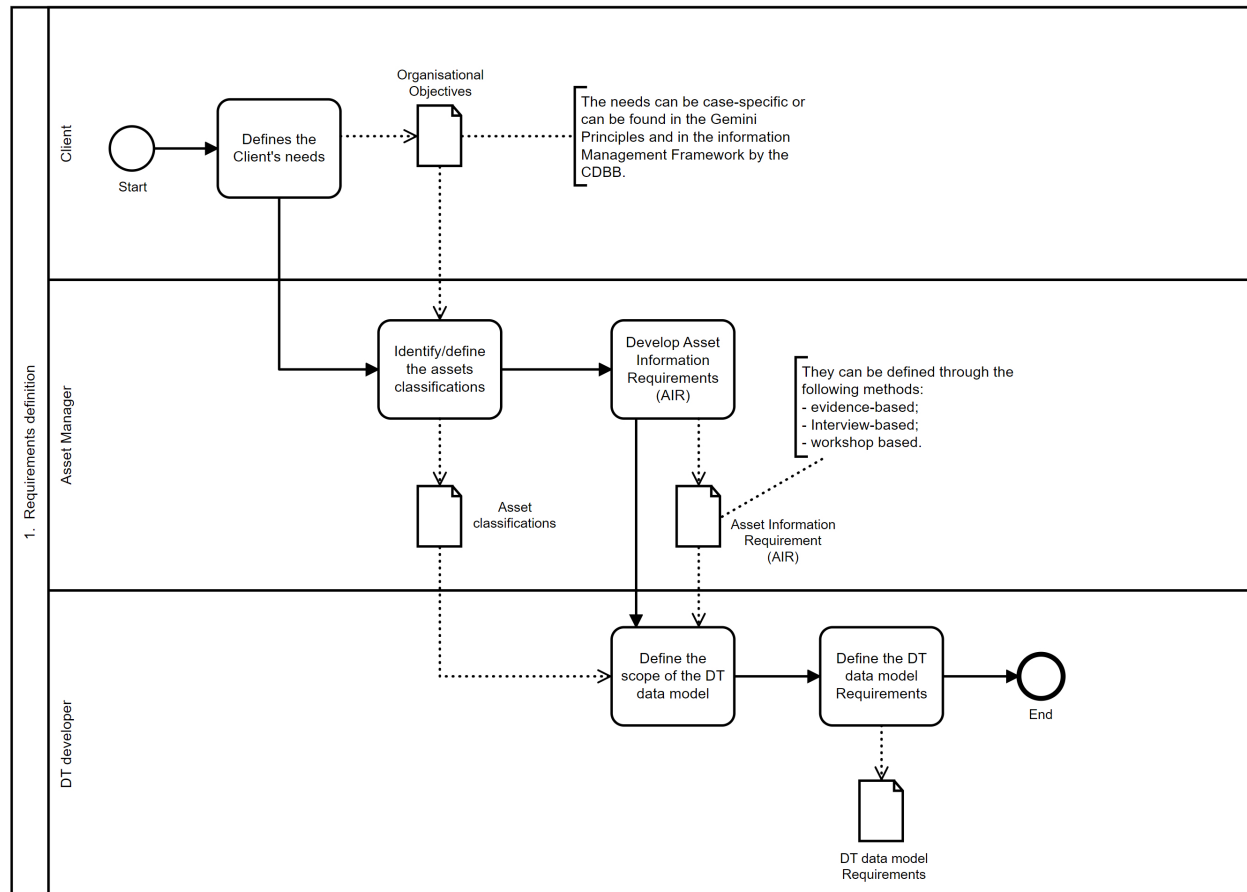 1. Requirements definition
Client
Start
Defines the
Client's needs
Organisational
Objectives
The needs can be case-specific or
can be found in the Gemini
Principles and in the information
Management Framework by the
CDBB.
Asset Manager
Identify/define
the assets
classifications
Develop Asset
Information
Requirements
(AIR)
They can be defined through the
following methods:
- evidence-based;
- Interview-based;
- workshop based.
Asset
classifications
Asset Information
Requirement
(AIR)
DT developer
Define the
scope of the DT
data model
Define the DT
data model
Requirements
End
DT data model
Requirements